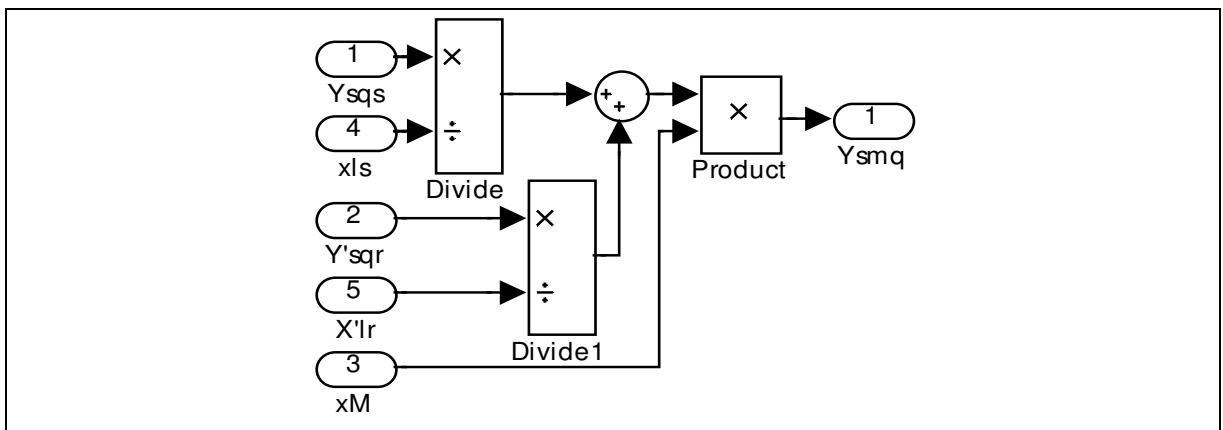 1
Ysqs
4
xls
Divide
2
Y'sqr
5
X'lr
Divide1
3
xM
Product
1
Ysmq